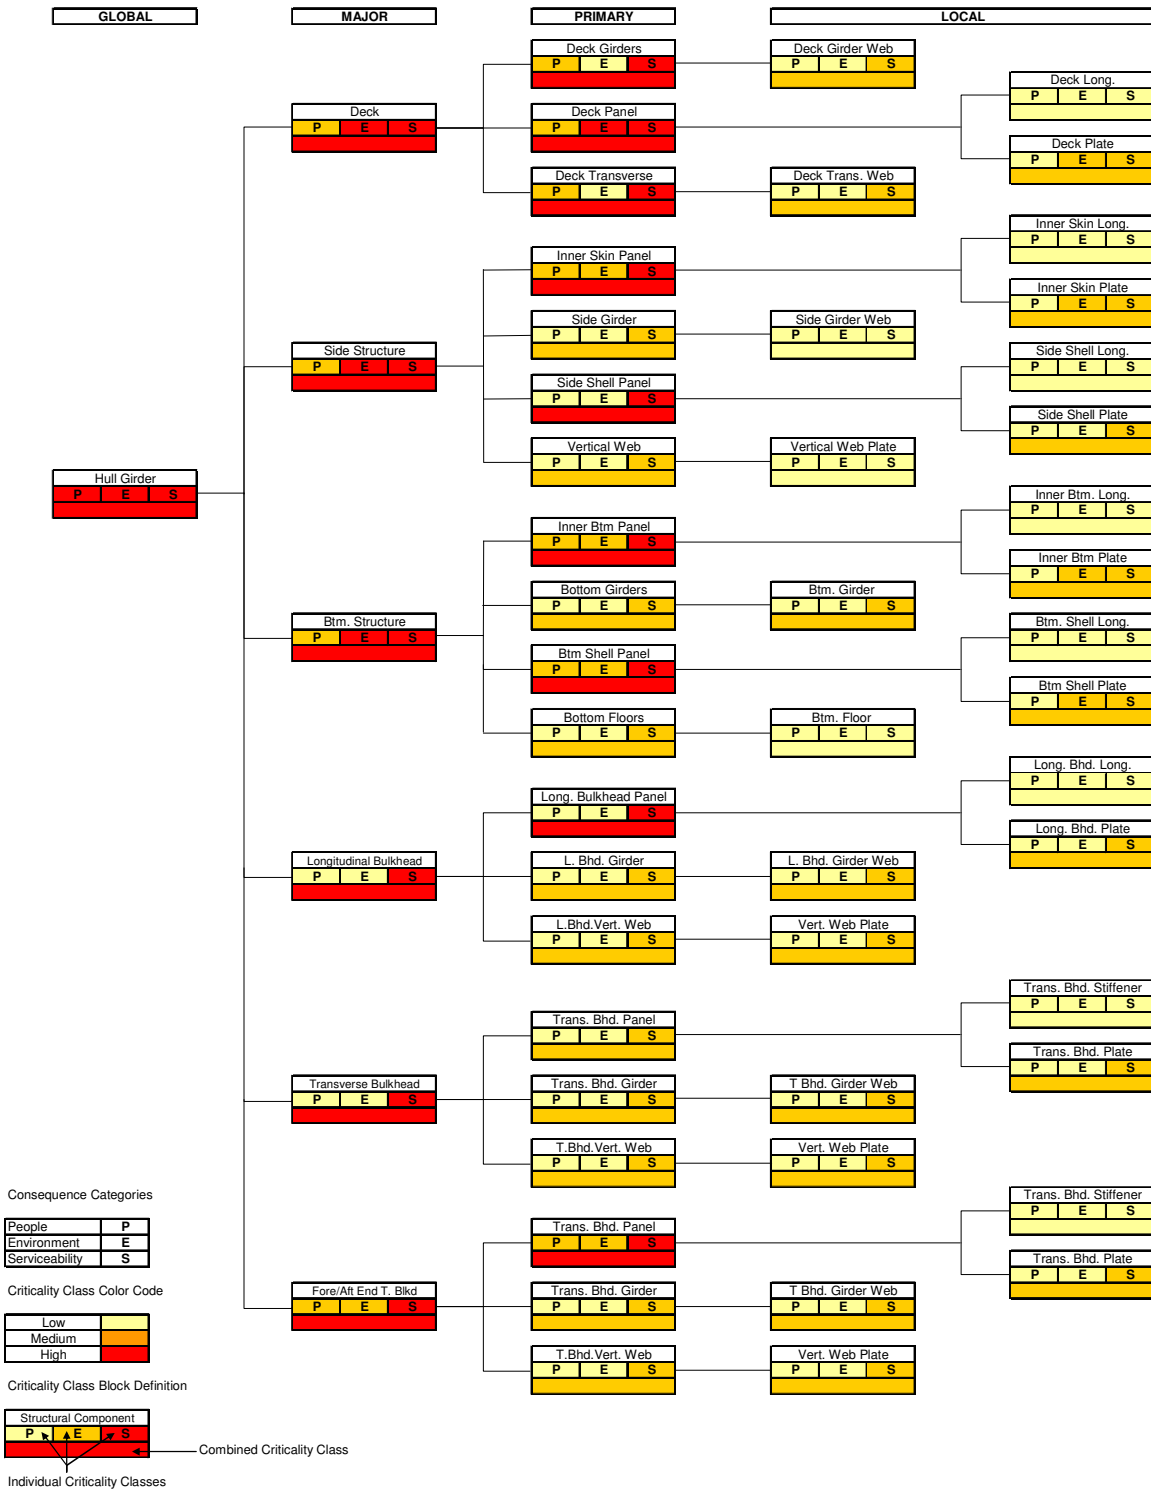 GLOBAL MAJOR PRIMARY LOCAL
Deck Girders
P E S
Deck Girder Web
P E S
Deck Long.
P E S
Deck
P E S
Deck Panel
P E S
Deck Plate
P E S
Deck Transverse
P E S
Deck Trans. Web
P E S
Inner Skin Long.
P E S
Inner Skin Panel
P E S
Inner Skin Plate
P E S
Side Girder
P E S
Side Girder Web
P E S
Side Structure
P E S
Side Shell Long.
P E S
Side Shell Panel
P E S
Side Shell Plate
P E S
Vertical Web
P E S
Vertical Web Plate
P E S
Hull Girder
P E S
Inner Btm. Long.
P E S
Inner Btm Panel
P E S
Inner Btm Plate
P E S
Bottom Girders
P E S
Btm. Girder
P E S
Btm. Structure
P E S
Btm. Shell Long.
P E S
Btm Shell Panel
P E S
Btm Shell Plate
P E S
Bottom Floors
P E S
Btm. Floor
P E S
Long. Bhd. Long.
P E S
Long. Bulkhead Panel
P E S
Long. Bhd. Plate
P E S
Longitudinal Bulkhead
P E S
L. Bhd. Girder
P E S
L. Bhd. Girder Web
P E S
L.Bhd.Vert. Web
P E S
Vert. Web Plate
P E S
Trans. Bhd. Stiffener
P E S
Trans. Bhd. Panel
P E S
Trans. Bhd. Plate
P E S
Transverse Bulkhead
P E S
Trans. Bhd. Girder
P E S
T Bhd. Girder Web
P E S
T.Bhd.Vert. Web
P E S
Vert. Web Plate
P E S
Trans. Bhd. Stiffener
P E S
Trans. Bhd. Panel
P E S
Trans. Bhd. Plate
P E S
Fore/Aft End T. Blkd
P E S
Trans. Bhd. Girder
P E S
T Bhd. Girder Web
P E S
T.Bhd.Vert. Web
P E S
Vert. Web Plate
P E S
Consequence Categories
People P
Environment E
Serviceability S
Criticality Class Color Code
Low
Medium
High
Criticality Class Block Definition
Structural Component
P E S
Combined Criticality Class
Individual Criticality Classes